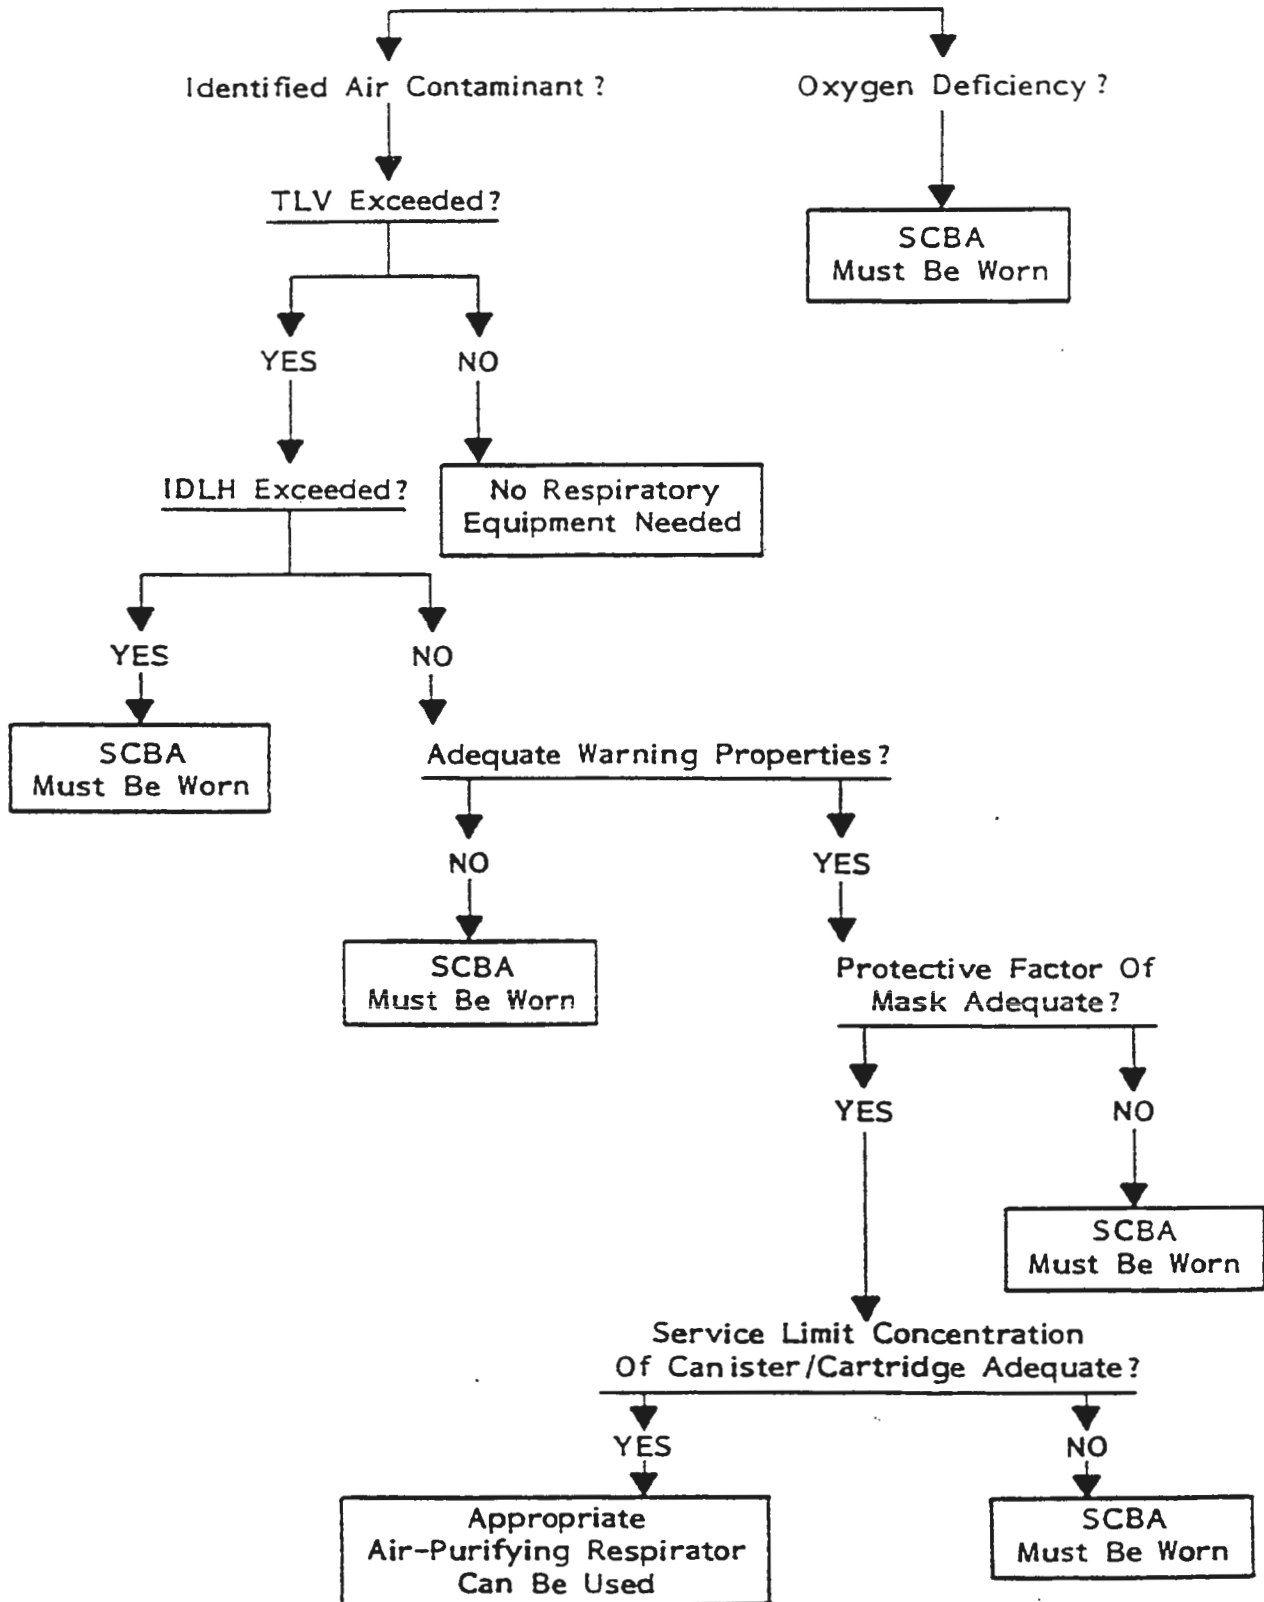 Identified Air Contaminant?
Oxygen Deficiency?
TLV Exceeded?
SCBA
Must Be Worn
YES
NO
IDLH Exceeded?
No Respiratory
Equipment Needed
YES
NO
SCBA
Must Be Worn
Adequate Warning Properties?
NO
YES
SCBA
Must Be Worn
Protective Factor Of
Mask Adequate?
YES
NO
SCBA
Must Be Worn
Service Limit Concentration
Of Canister/Cartridge Adequate?
YES
NO
Appropriate
Air-Purifying Respirator
Can Be Used
SCBA
Must Be Worn